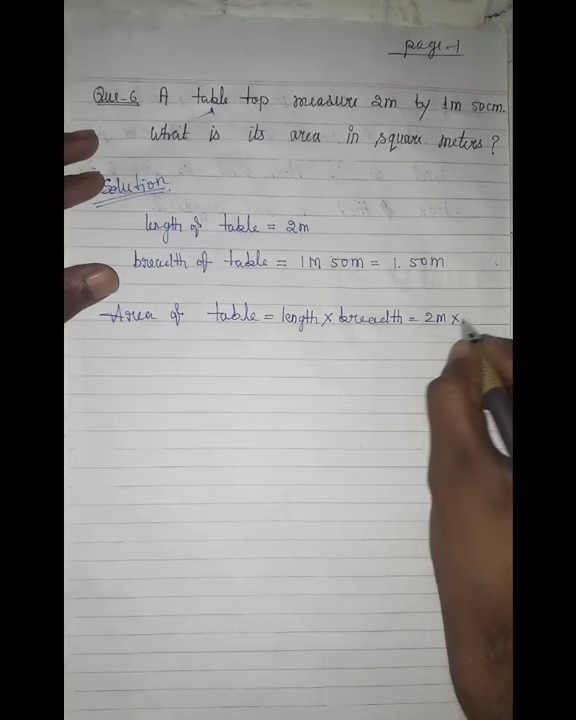 page-1
Que-6 A table top measure 2m by 1m 50cm.
What is its area in square meters?
Solution.
length of table = 2m
breadth of table = 1M 50m = 1.50m
Area of table = length × breadth = 2m ×